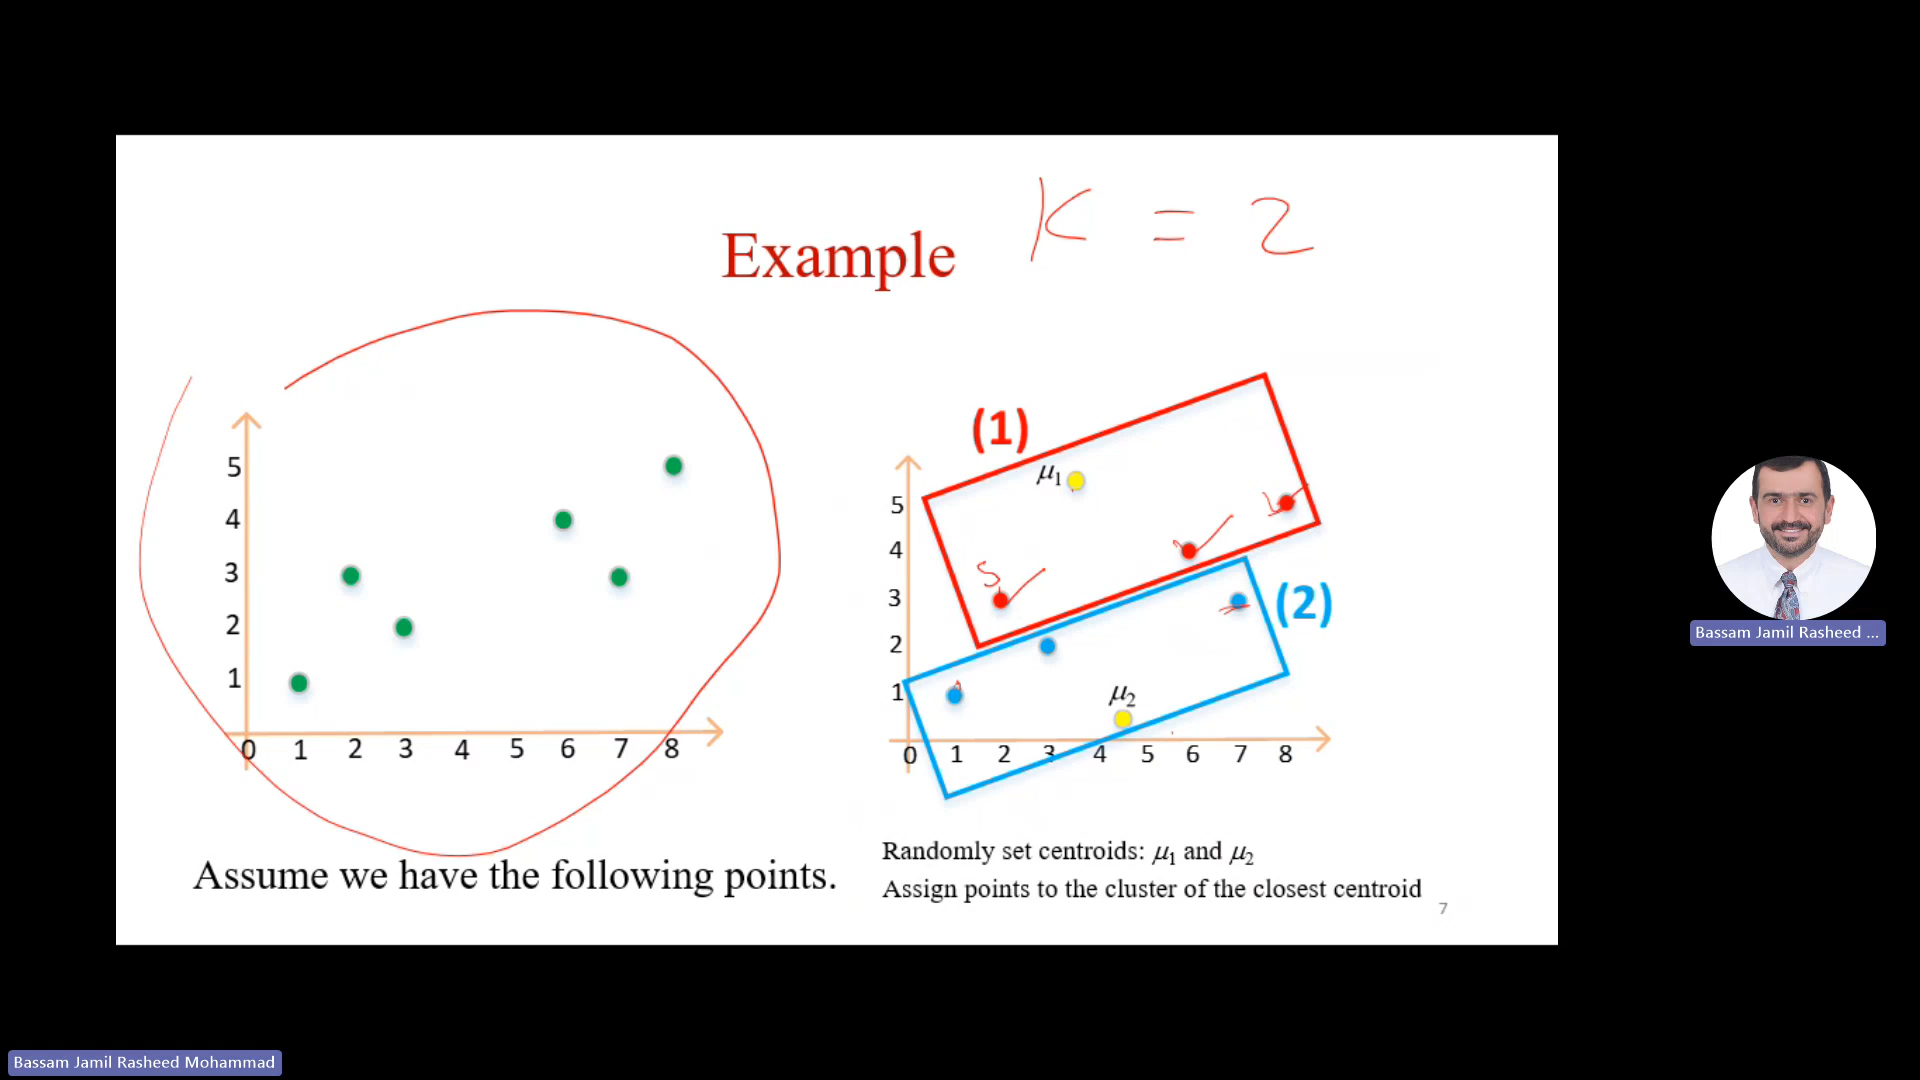 K = 2
Example
5
4
3
2
1
0 1 2 3 4 5 6 7 8
Assume we have the following points.
(1)
μ1
5
4
3
(2)
2
1
μ2
0 1 2 3 4 5 6 7 8
Randomly set centroids: μ1 and μ2
Assign points to the cluster of the closest centroid
7
Bassam Jamil Rasheed ...
Bassam Jamil Rasheed Mohammad